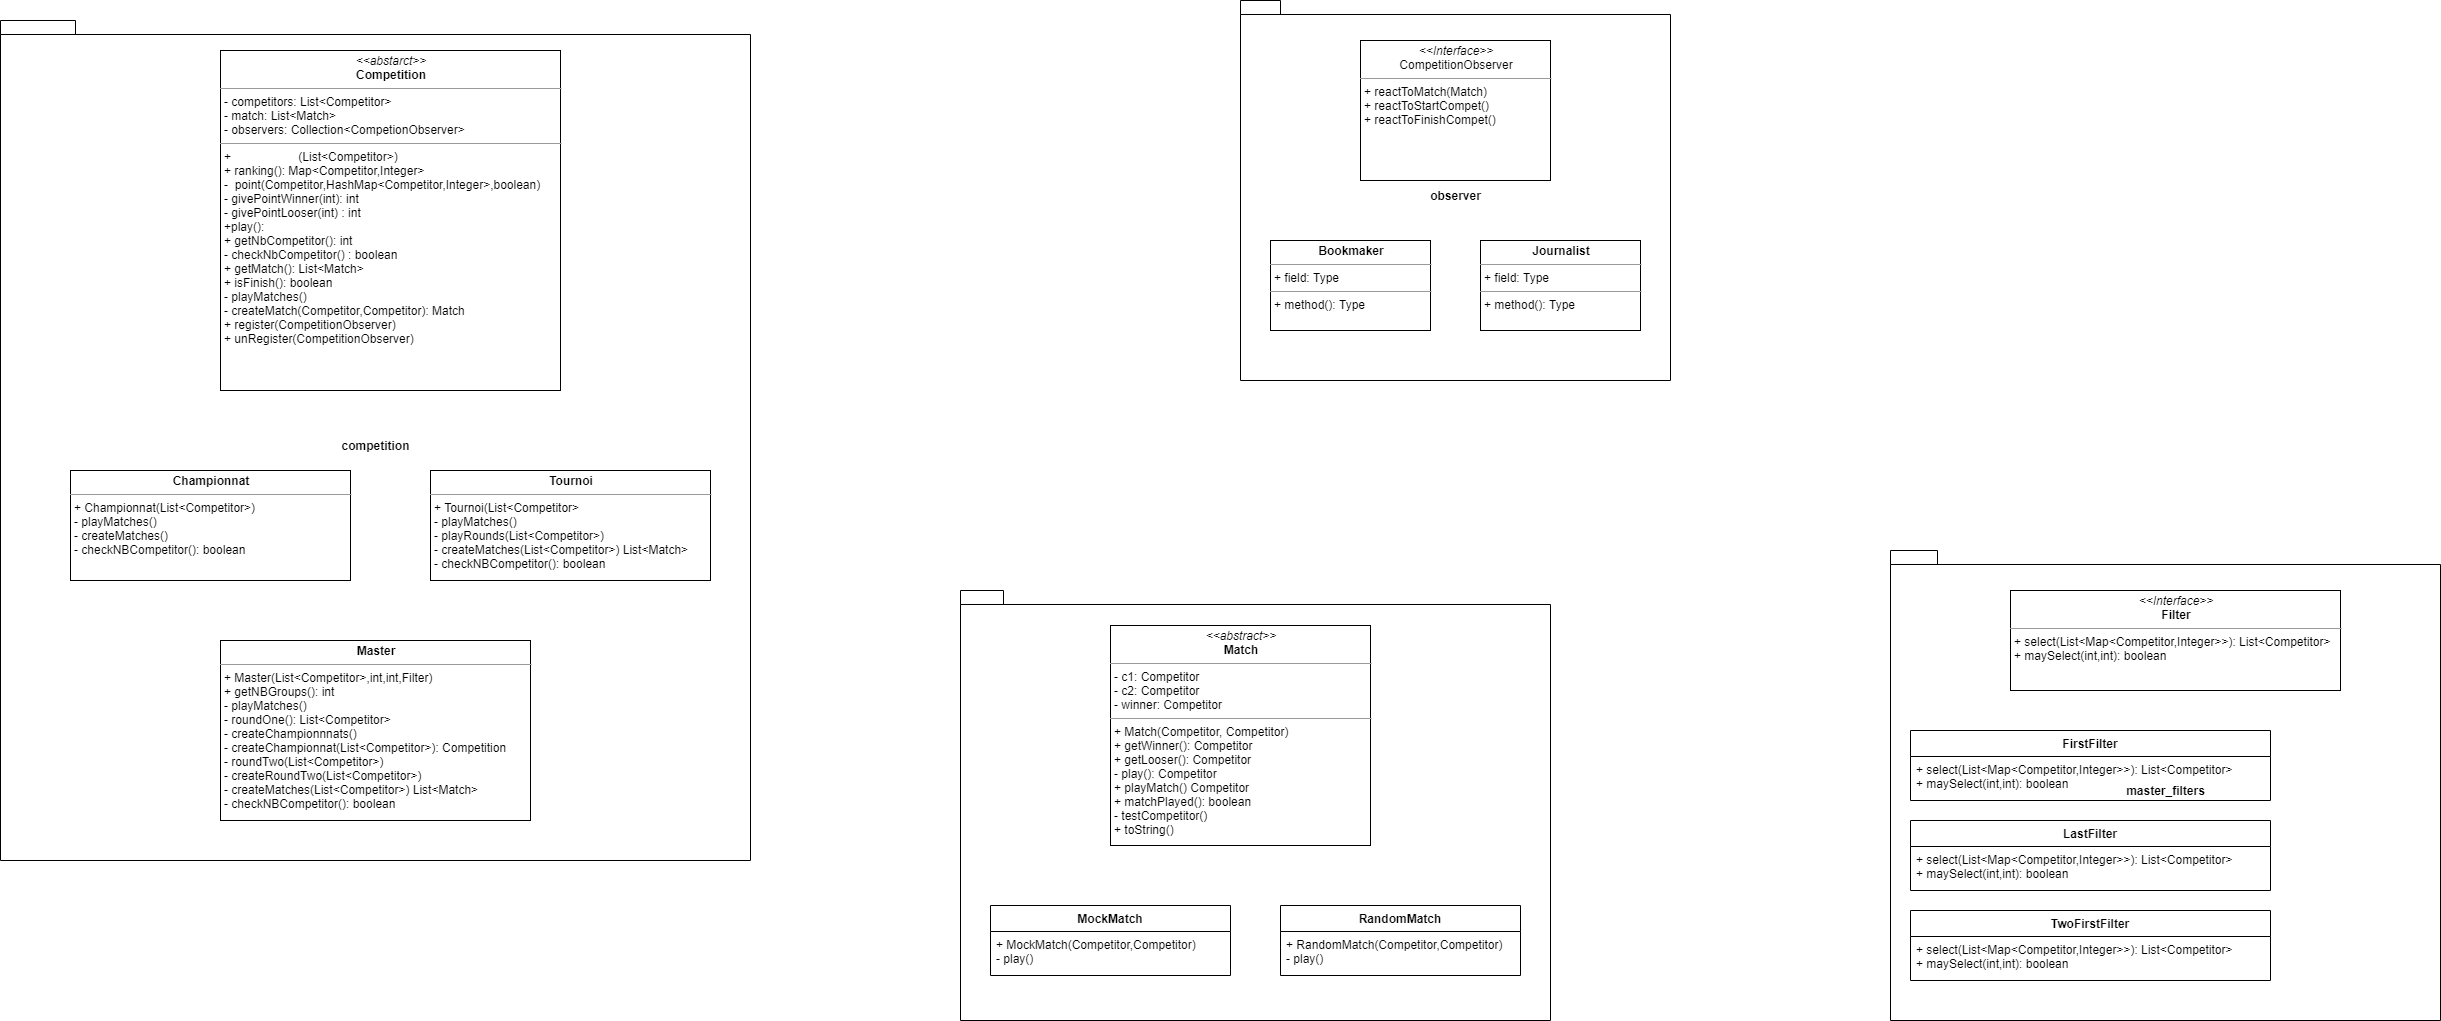 <<abstarct>>
Competition
- competitors: List<Competitor>
- match: List<Match>
- observers: Collection<CompetionObserver>
+ (List<Competitor>)
+ ranking(): Map<Competitor,Integer>
- point(Competitor,HashMap<Competitor,Integer>,boolean)
- givePointWinner(int): int
- givePointLooser(int) : int
+play():
+ getNbCompetitor(): int
- checkNbCompetitor() : boolean
+ getMatch(): List<Match>
+ isFinish(): boolean
- playMatches()
- createMatch(Competitor,Competitor): Match
+ register(CompetitionObserver)
+ unRegister(CompetitionObserver)
competition
Championnat
+ Championnat(List<Competitor>)
- playMatches()
- createMatches()
- checkNBCompetitor(): boolean
Tournoi
+ Tournoi(List<Competitor>
- playMatches()
- playRounds(List<Competitor>)
- createMatches(List<Competitor>) List<Match>
- checkNBCompetitor(): boolean
Master
+ Master(List<Competitor>,int,int,Filter)
+ getNBGroups(): int
- playMatches()
- roundOne(): List<Competitor>
- createChampionnnats()
- createChampionnat(List<Competitor>): Competition
- roundTwo(List<Competitor>)
- createRoundTwo(List<Competitor>)
- createMatches(List<Competitor>) List<Match>
- checkNBCompetitor(): boolean
<<Interface>>
CompetitionObserver
+ reactToMatch(Match)
+ reactToStartCompet()
+ reactToFinishCompet()
observer
Bookmaker
+ field: Type
+ method(): Type
Journalist
+ field: Type
+ method(): Type
<<abstract>>
Match
- c1: Competitor
- c2: Competitor
- winner: Competitor
+ Match(Competitor, Competitor)
+ getWinner(): Competitor
+ getLooser(): Competitor
- play(): Competitor
+ playMatch() Competitor
+ matchPlayed(): boolean
- testCompetitor()
+ toString()
MockMatch
+ MockMatch(Competitor,Competitor)
- play()
RandomMatch
+ RandomMatch(Competitor,Competitor)
- play()
<<Interface>>
Filter
+ select(List<Map<Competitor,Integer>>): List<Competitor>
+ maySelect(int,int): boolean
FirstFilter
+ select(List<Map<Competitor,Integer>>): List<Competitor>
+ maySelect(int,int): boolean
master_filters
LastFilter
+ select(List<Map<Competitor,Integer>>): List<Competitor>
+ maySelect(int,int): boolean
TwoFirstFilter
+ select(List<Map<Competitor,Integer>>): List<Competitor>
+ maySelect(int,int): boolean